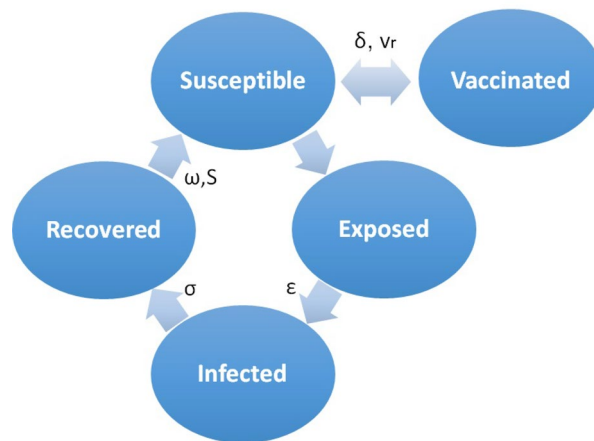 δ, vr
Susceptible
Vaccinated
ω,S
Recovered
Exposed
σ
ε
Infected